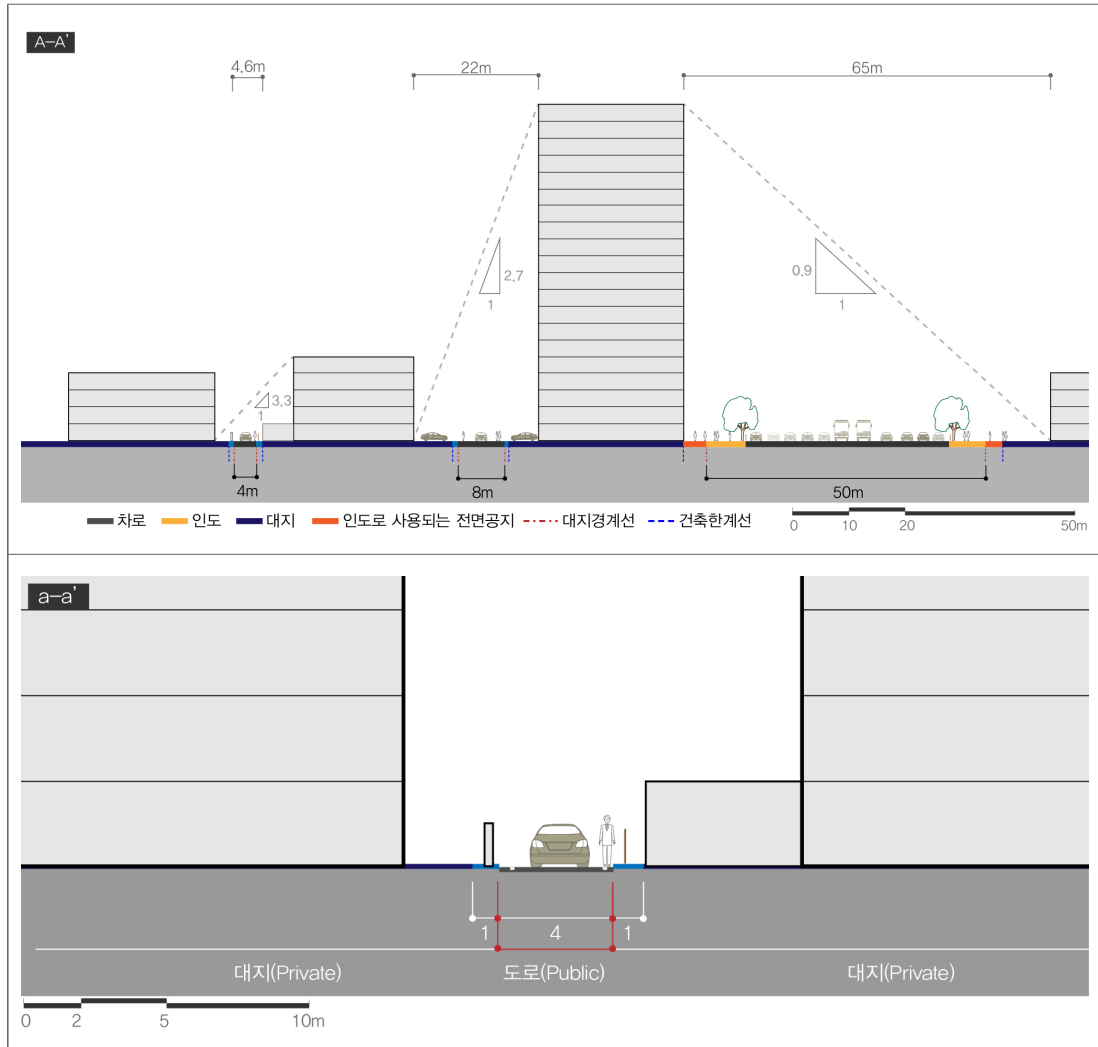 A-A'
4.6m 22m 65m
2.7
1
0.9
1
3.3
1
4m 8m 50m
차로 인도 대지 인도로 사용되는 전면공지 대지경계선 건축한계선
0 10 20 50m
a-a'
1 4 1
대지(Private) 도로(Public) 대지(Private)
0 2 5 10m